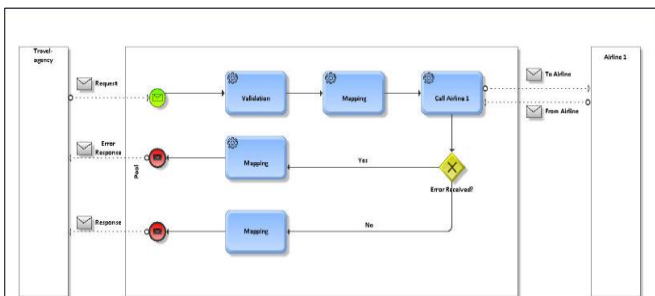 Travel-
agency
Airline 1
Request
To Airline
Validation
Mapping
Call Airline 1
From Airline
Error
Response
Mapping
Yes
Pool
Error Received?
Response
Mapping
No